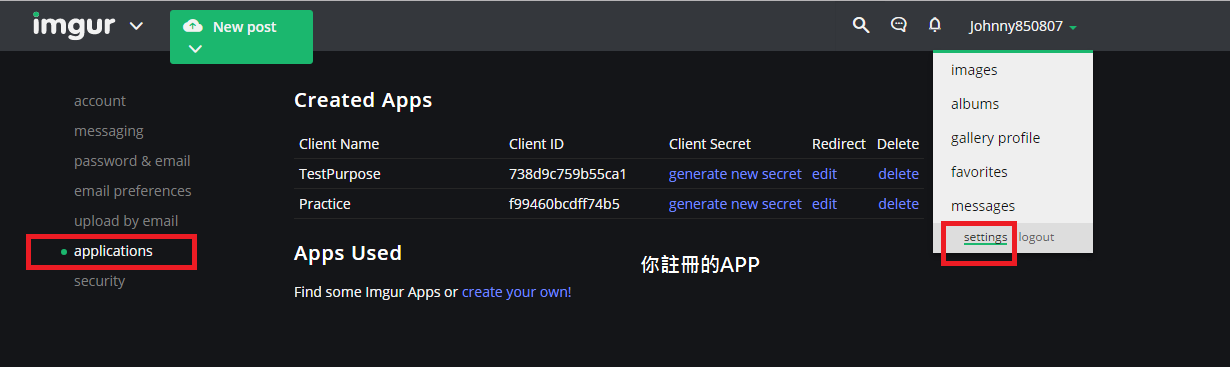 imgur
New post
Johnny850807
images
albums
gallery profile
favorites
messages
settings logout
account
messaging
password & email
email preferences
upload by email
applications
security
Created Apps
Client Name Client ID Client Secret Redirect Delete
TestPurpose 738d9c759b55ca1 generate new secret edit delete
Practice f99460bcdff74b5 generate new secret edit delete
Apps Used
Find some Imgur Apps or create your own!
你註冊的APP